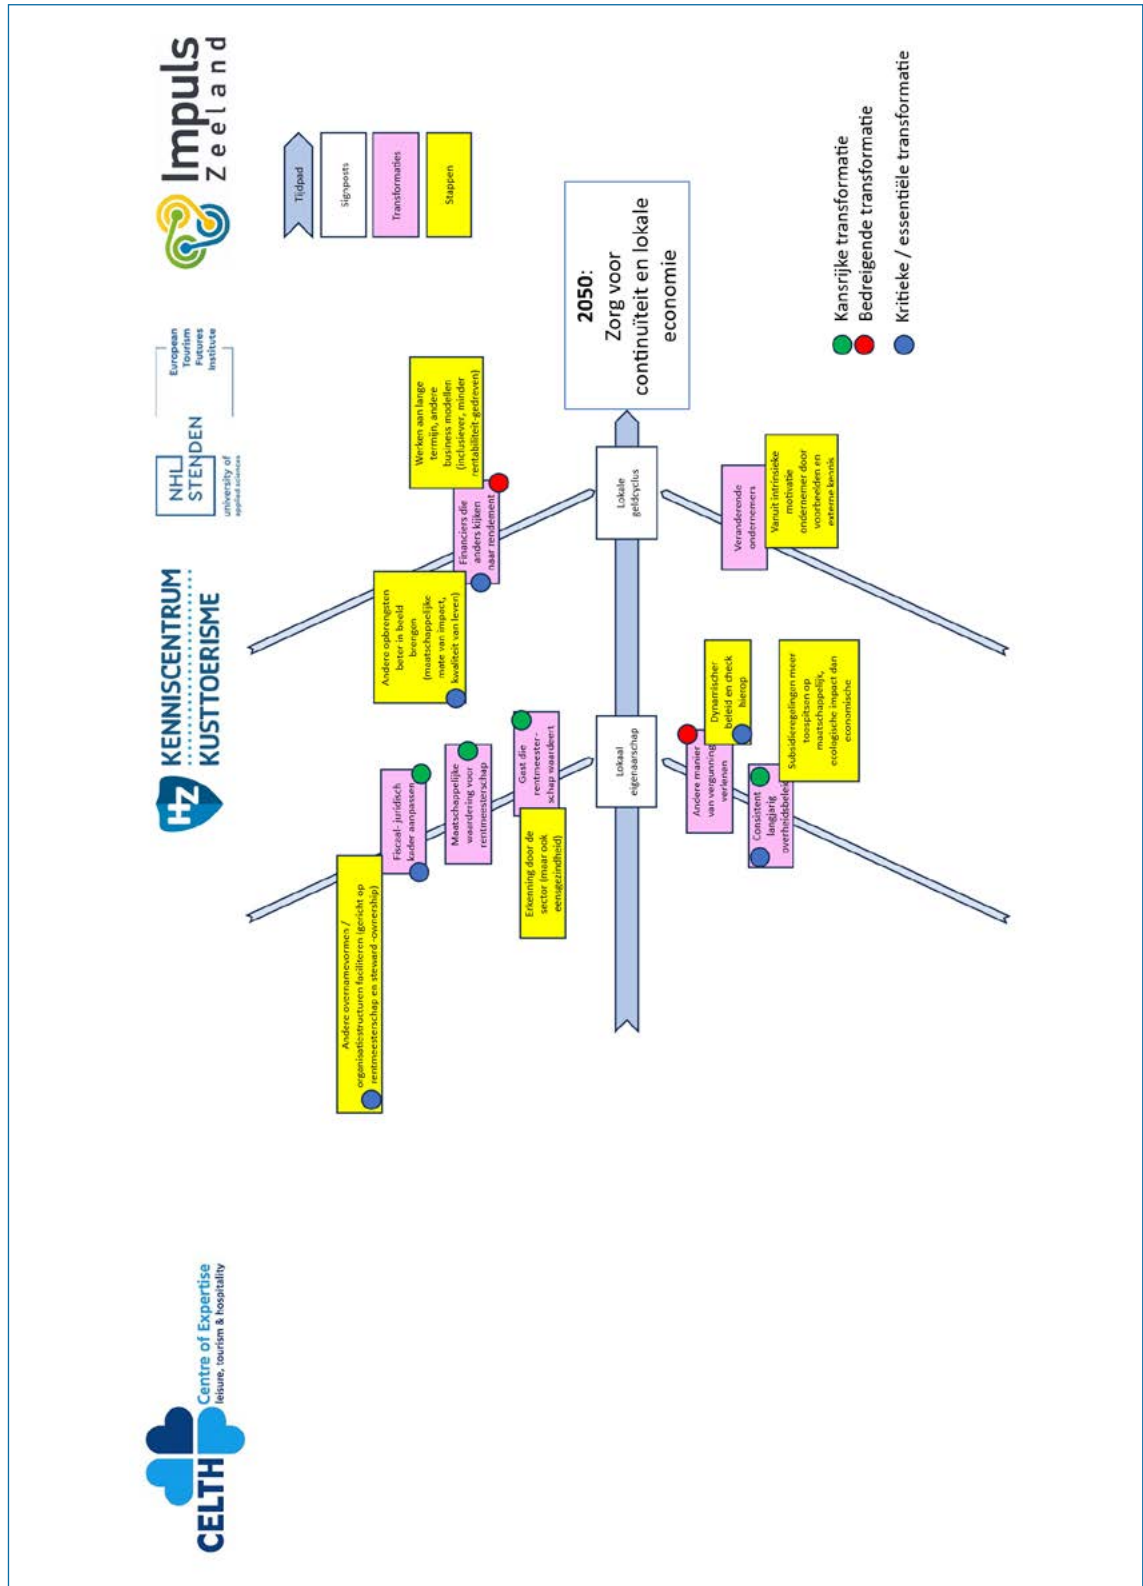 CELTH
Centre of Expertise
leisure, tourism & hospitality
HZ
KENNISCENTRUM
KUSTTOERISME
NHL
STENDEN
university of
applied sciences
European
Tourism
Futures
Institute
Impuls
Zeeland
Tijdpad
Signposts
Transformaties
Stappen
Andere overnamevormen /
organisatiestructuren faciliteren (gericht op
rentmeesterschap en steward-ownership)
Fiscaal- juridisch
kader aanpassen
Maatschappelijke
waardering voor
rentmeesterschap
Erkenning door de
sector (maar ook
eensgezindheid)
Gast die
rentmeester-
schap waardeert
Andere opbrengsten
beter in beeld
brengen
(maatschappelijke
mate van impact,
kwaliteit van leven)
Financiers die
anders kijken
naar rendement
Werken aan lange
termijn, andere
business modellen
(inclusiever, minder
rentabiliteit-gedreven)
Lokaal
eigenaarschap
Lokale
geldcyclus
2050:
Zorg voor
continuïteit en lokale
economie
Andere manier
van vergunning
verlenen
Dynamischer
beleid en check
hierop
Consistent
langjarig
overheidsbeleid
Subsidieregelingen meer
toespitsen op
maatschappelijk,
ecologische impact dan
economische
Veranderende
ondernemers
Vanuit intrinsieke
motivatie
ondernemer door
voorbeelden en
externe kennis
Kansrijke transformatie
Bedreigende transformatie
Kritieke / essentiële transformatie